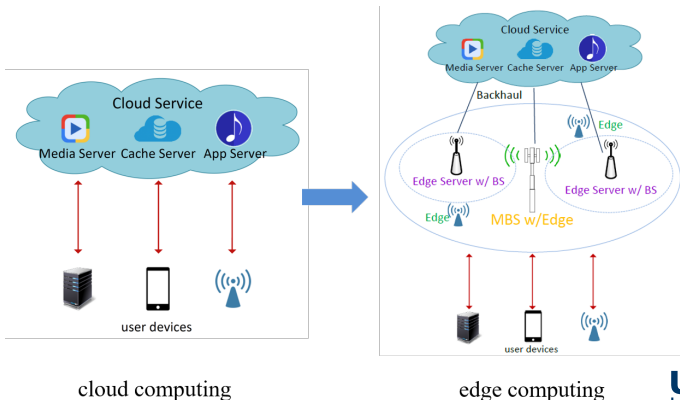 Cloud Service
Media Server Cache Server App Server
user devices
cloud computing
Cloud Service
Media Server Cache Server App Server
Backhaul
Edge
Edge Server w/ BS
Edge Server w/ BS
Edge
MBS w/Edge
user devices
edge computing